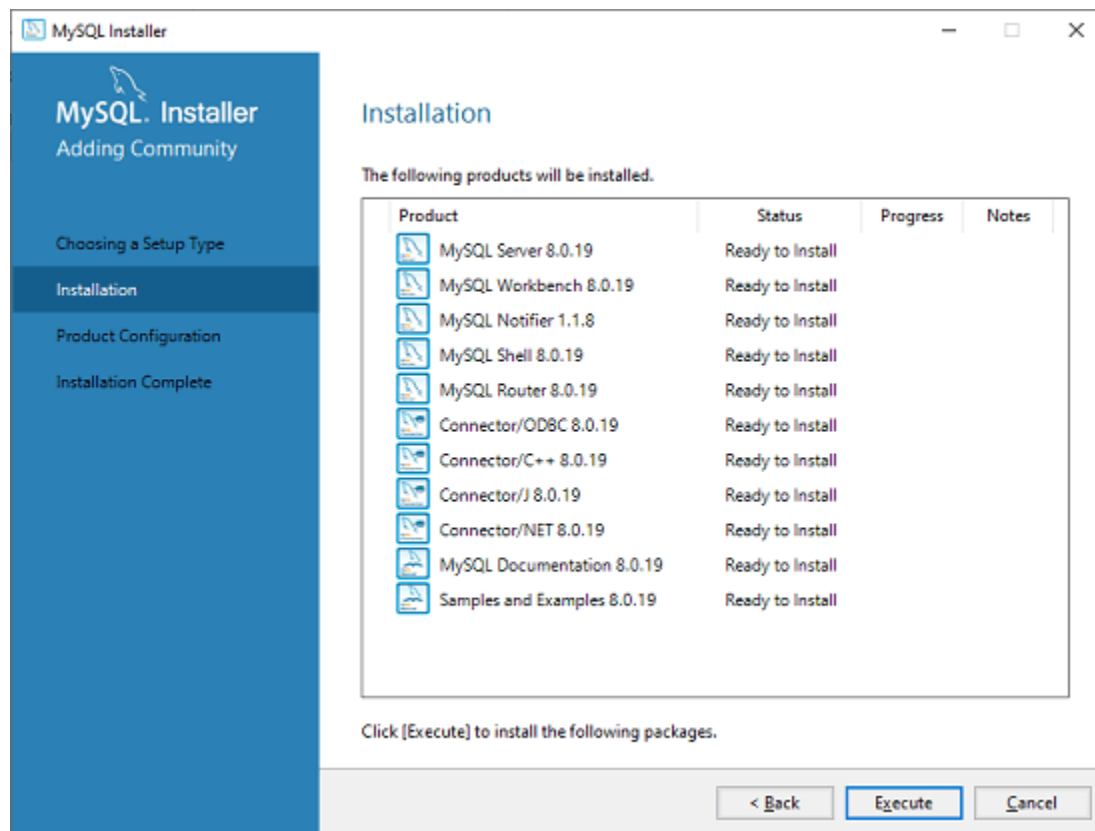 MySQL Installer
MySQL. Installer
Adding Community
Choosing a Setup Type
Installation
Product Configuration
Installation Complete
Installation
The following products will be installed.
Product Status Progress Notes
MySQL Server 8.0.19 Ready to Install
MySQL Workbench 8.0.19 Ready to Install
MySQL Notifier 1.1.8 Ready to Install
MySQL Shell 8.0.19 Ready to Install
MySQL Router 8.0.19 Ready to Install
Connector/ODBC 8.0.19 Ready to Install
Connector/C++ 8.0.19 Ready to Install
Connector/J 8.0.19 Ready to Install
Connector/NET 8.0.19 Ready to Install
MySQL Documentation 8.0.19 Ready to Install
Samples and Examples 8.0.19 Ready to Install
Click [Execute] to install the following packages.
< Back Execute Cancel